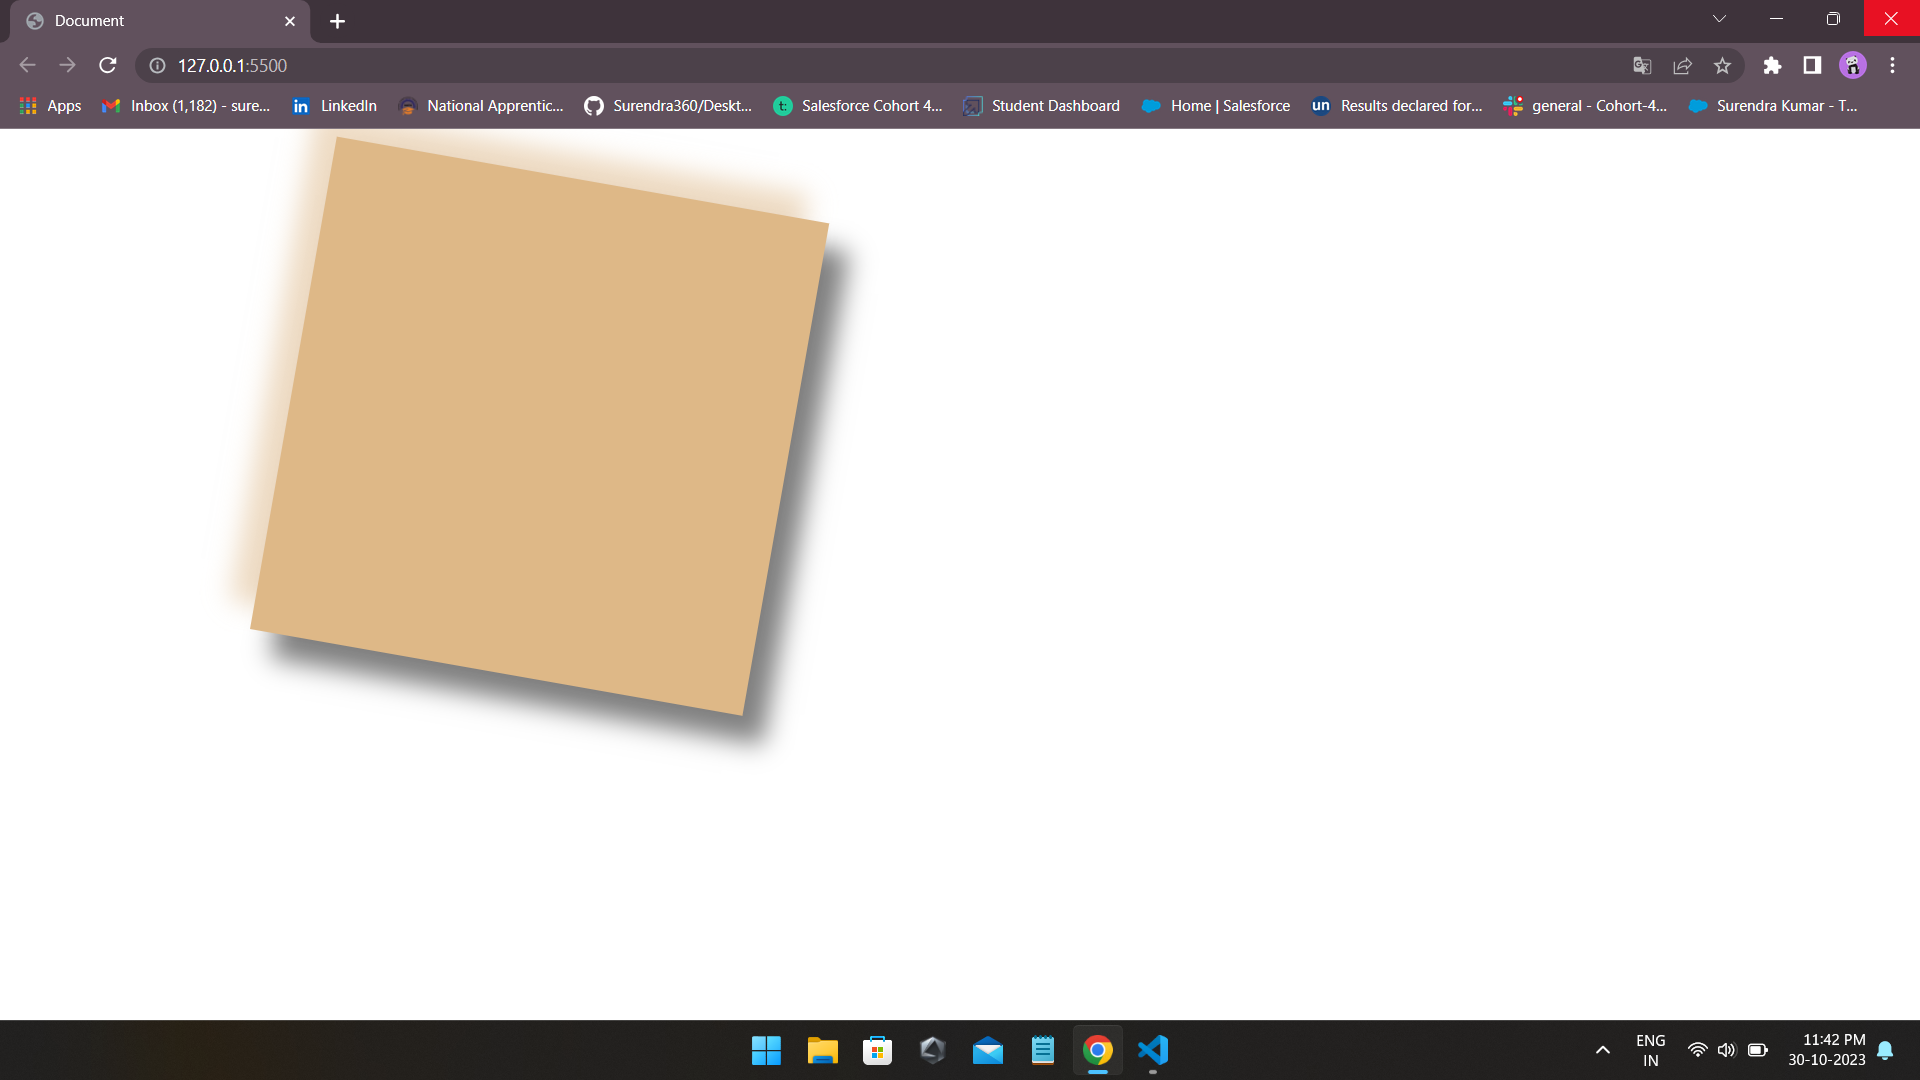 Document
127.0.0.1:5500
Apps Inbox (1,182) - sure... LinkedIn National Apprentic... Surendra360/Deskt... Salesforce Cohort 4... Student Dashboard Home | Salesforce Results declared for... general - Cohort-4... Surendra Kumar - T...
ENG 11:42 PM
IN 30-10-2023